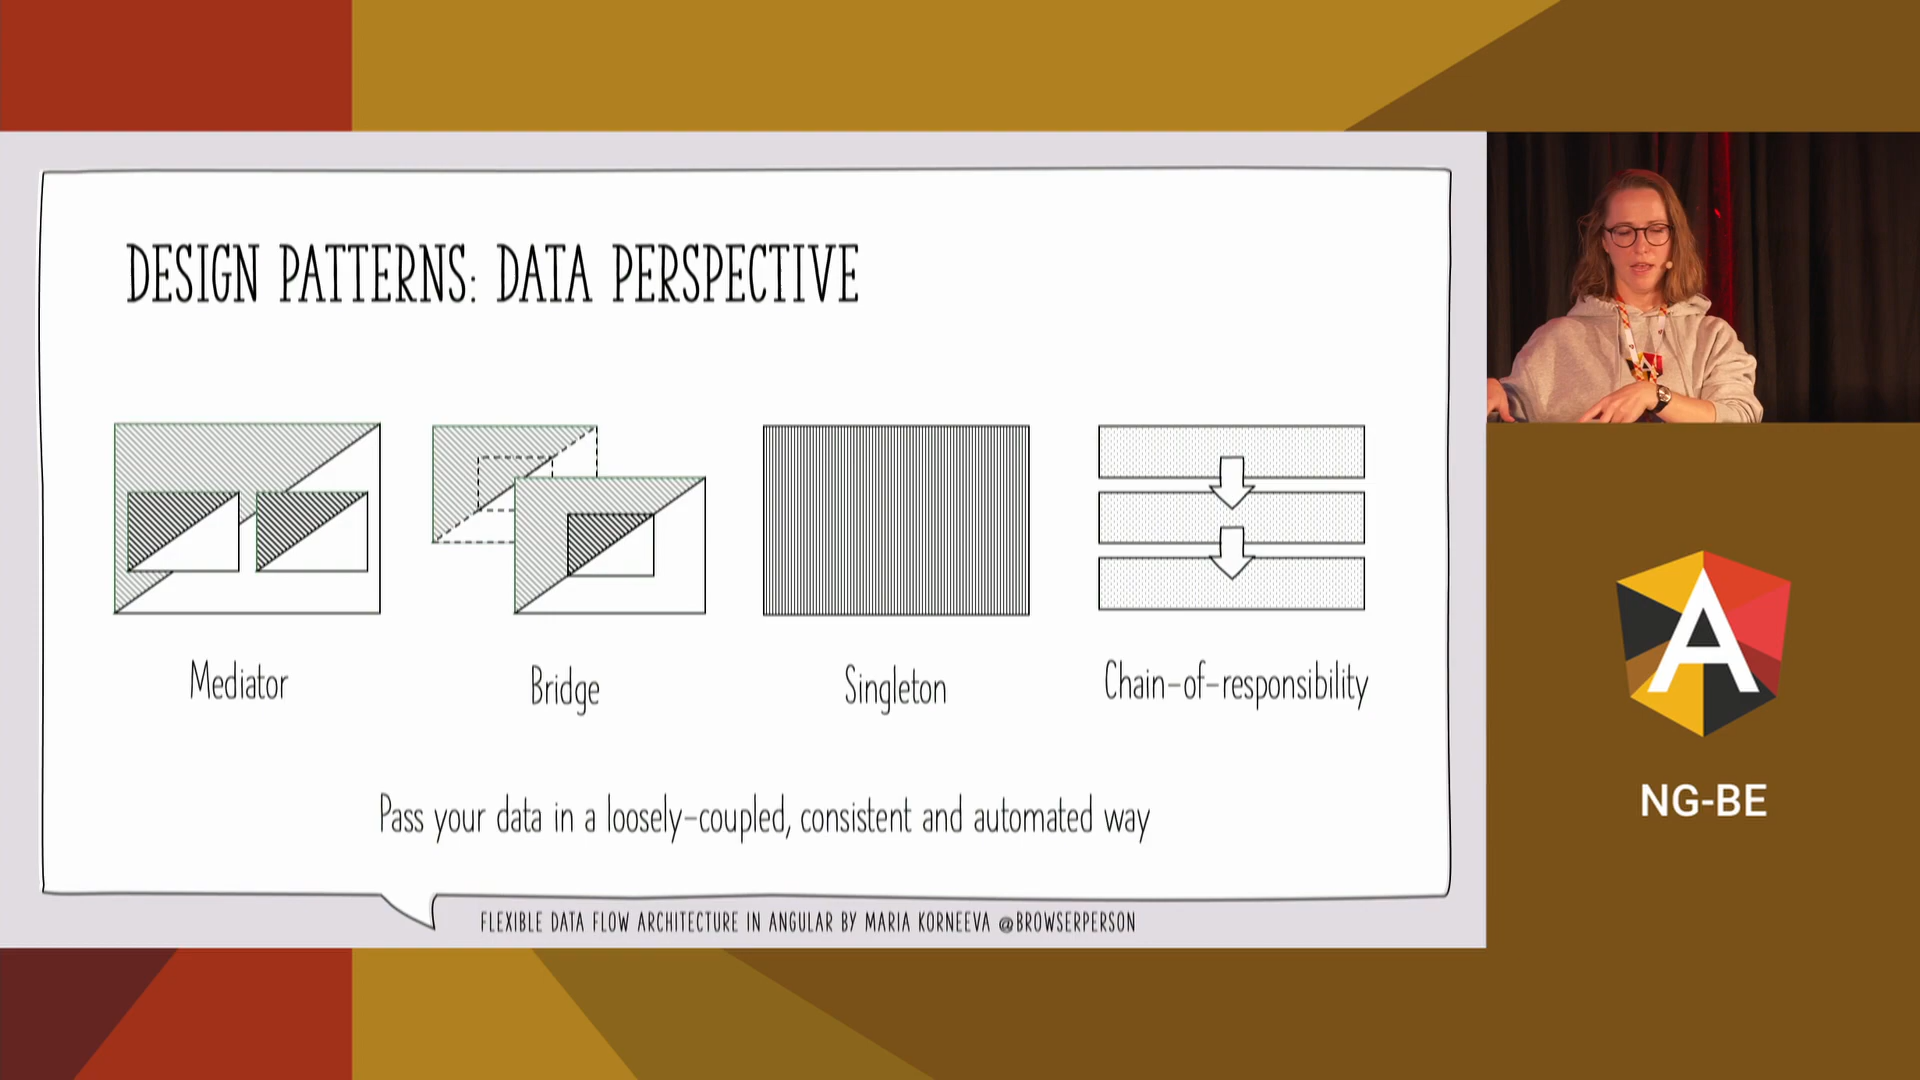 DESIGN PATTERNS: DATA PERSPECTIVE
Mediator
Bridge
Singleton
Chain-of-responsibility
Pass your data in a loosely-coupled, consistent and automated way
FLEXIBLE DATA FLOW ARCHITECTURE IN ANGULAR BY MARIA KORNEEVA @BROWSERPERSON
A
NG-BE